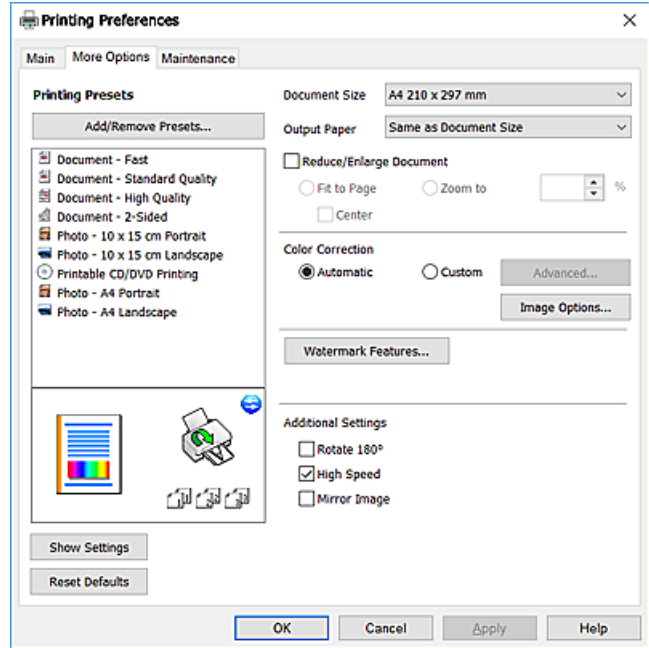 Printing Preferences
Main More Options Maintenance
Printing Presets
Add/Remove Presets...
Document - Fast
Document - Standard Quality
Document - High Quality
Document - 2-Sided
Photo - 10 x 15 cm Portrait
Photo - 10 x 15 cm Landscape
Printable CD/DVD Printing
Photo - A4 Portrait
Photo - A4 Landscape
Show Settings
Reset Defaults
Document Size A4 210 x 297 mm
Output Paper Same as Document Size
Reduce/Enlarge Document
Fit to Page Zoom to %
Center
Color Correction
Automatic Custom Advanced...
Image Options...
Watermark Features...
Additional Settings
Rotate 180°
High Speed
Mirror Image
OK Cancel Apply Help